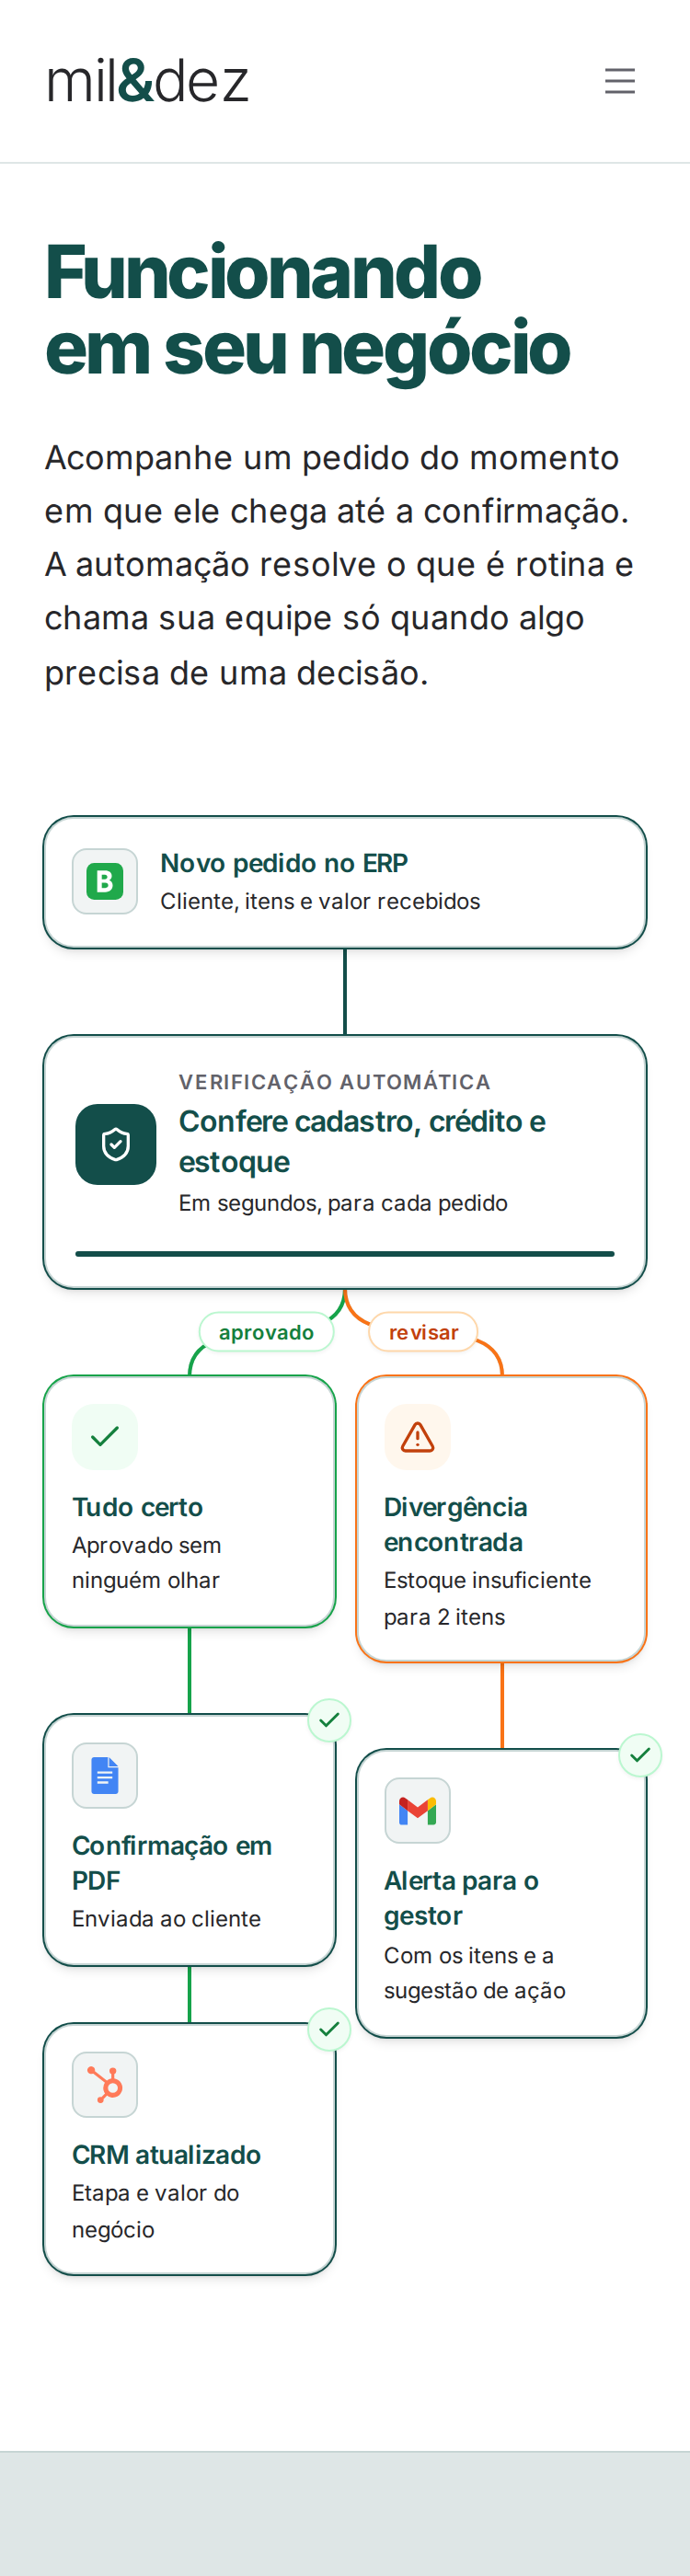 mil&dez
Funcionando
em seu negócio
Acompanhe um pedido do momento
em que ele chega até a confirmação.
A automação resolve o que é rotina e
chama sua equipe só quando algo
precisa de uma decisão.
B
Novo pedido no ERP
Cliente, itens e valor recebidos
VERIFICAÇÃO AUTOMÁTICA
Confere cadastro, crédito e
estoque
Em segundos, para cada pedido
aprovado
revisar
Tudo certo
Aprovado sem
ninguém olhar
Divergência
encontrada
Estoque insuficiente
para 2 itens
Confirmação em
PDF
Enviada ao cliente
Alerta para o
gestor
Com os itens e a
sugestão de ação
CRM atualizado
Etapa e valor do
negócio